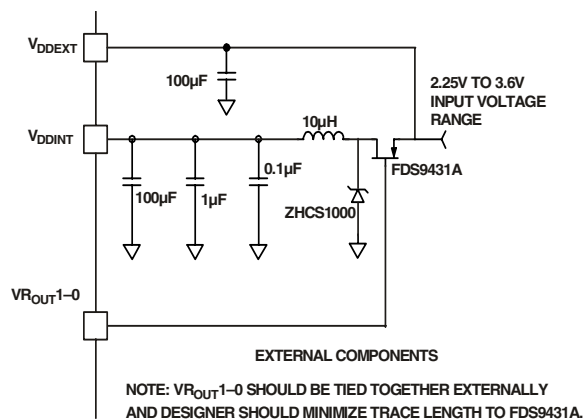 VDDEXT
100µF
2.25V TO 3.6V
INPUT VOLTAGE
RANGE
VDDINT
10µH
FDS9431A
0.1µF
100µF
1µF
ZHCS1000
VROUT1–0
EXTERNAL COMPONENTS
NOTE: VROUT1–0 SHOULD BE TIED TOGETHER EXTERNALLY
AND DESIGNER SHOULD MINIMIZE TRACE LENGTH TO FDS9431A.